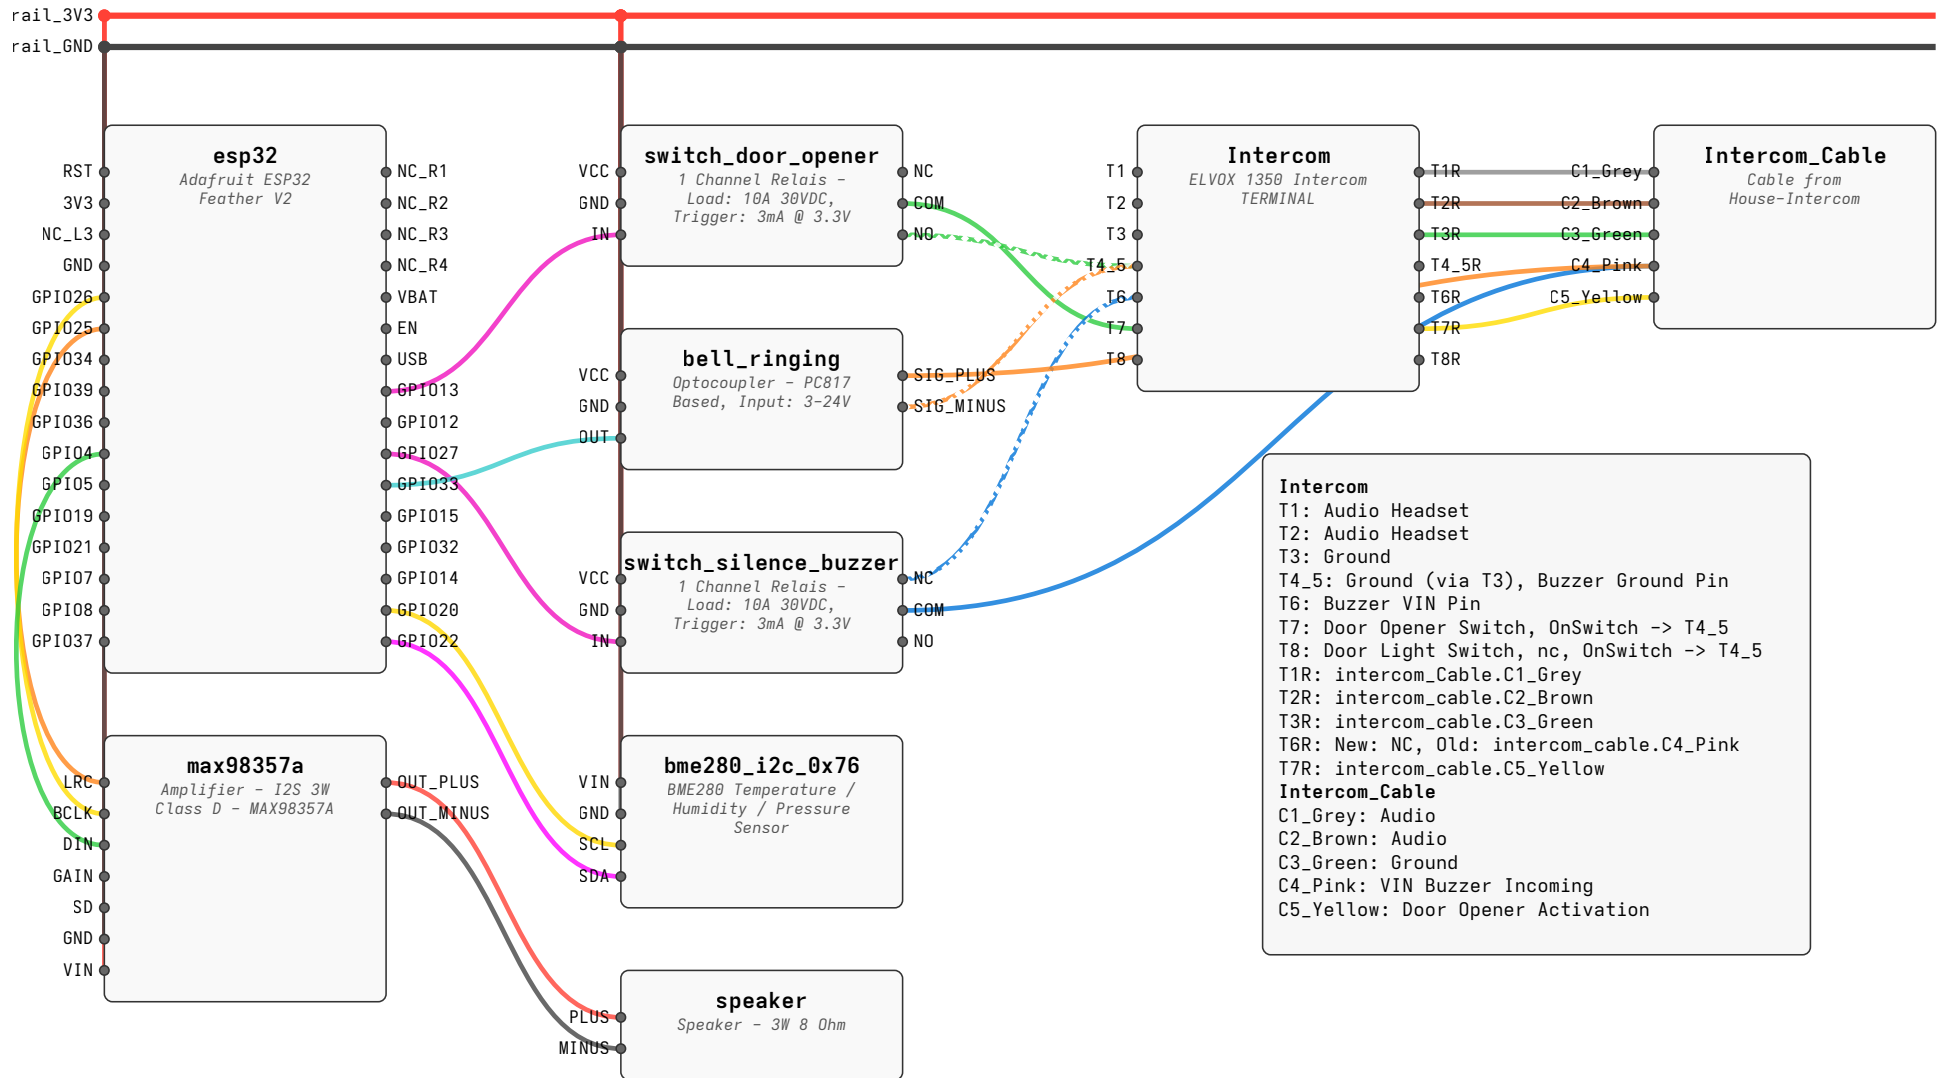 rail_3V3
rail_GND
esp32
Adafruit ESP32
Feather V2
RST
3V3
NC_L3
GND
GPIO26
GPIO25
GPIO34
GPIO39
GPIO36
GPIO4
GPIO5
GPIO19
GPIO21
GPIO7
GPIO8
GPIO37
NC_R1
NC_R2
NC_R3
NC_R4
VBAT
EN
USB
GPIO13
GPIO12
GPIO27
GPIO33
GPIO15
GPIO32
GPIO14
GPIO20
GPIO22
max98357a
Amplifier - I2S 3W
Class D - MAX98357A
LRC
BCLK
DIN
GAIN
SD
GND
VIN
OUT_PLUS
OUT_MINUS
switch_door_opener
1 Channel Relais -
Load: 10A 30VDC,
Trigger: 3mA @ 3.3V
VCC
GND
IN
NC
COM
NO
bell_ringing
Optocoupler - PC817
Based, Input: 3-24V
VCC
GND
OUT
SIG_PLUS
SIG_MINUS
switch_silence_buzzer
1 Channel Relais -
Load: 10A 30VDC,
Trigger: 3mA @ 3.3V
VCC
GND
IN
NC
COM
NO
bme280_i2c_0x76
BME280 Temperature /
Humidity / Pressure
Sensor
VIN
GND
SCL
SDA
speaker
Speaker - 3W 8 Ohm
PLUS
MINUS
Intercom
ELVOX 1350 Intercom
TERMINAL
T1
T2
T3
T4_5
T6
T7
T8
T1R
T2R
T3R
T4_5R
T6R
T7R
T8R
Intercom_Cable
Cable from
House-Intercom
C1_Grey
C2_Brown
C3_Green
C4_Pink
C5_Yellow
Intercom
T1: Audio Headset
T2: Audio Headset
T3: Ground
T4_5: Ground (via T3), Buzzer Ground Pin
T6: Buzzer VIN Pin
T7: Door Opener Switch, OnSwitch -> T4_5
T8: Door Light Switch, nc, OnSwitch -> T4_5
T1R: intercom_Cable.C1_Grey
T2R: intercom_cable.C2_Brown
T3R: intercom_cable.C3_Green
T6R: New: NC, Old: intercom_cable.C4_Pink
T7R: intercom_cable.C5_Yellow
Intercom_Cable
C1_Grey: Audio
C2_Brown: Audio
C3_Green: Ground
C4_Pink: VIN Buzzer Incoming
C5_Yellow: Door Opener Activation